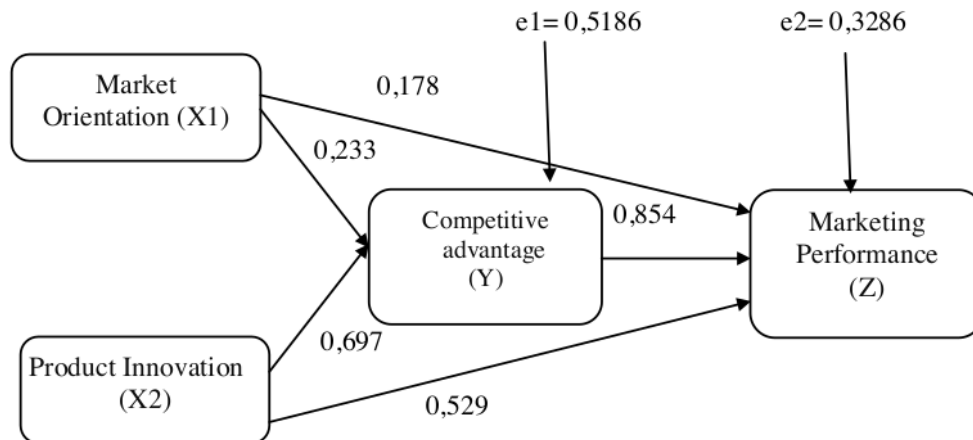 e1= 0,5186
e2= 0,3286
Market
Orientation (X1)
0,178
0,233
Competitive
advantage
(Y)
0,854
Marketing
Performance
(Z)
Product Innovation
(X2)
0,697
0,529